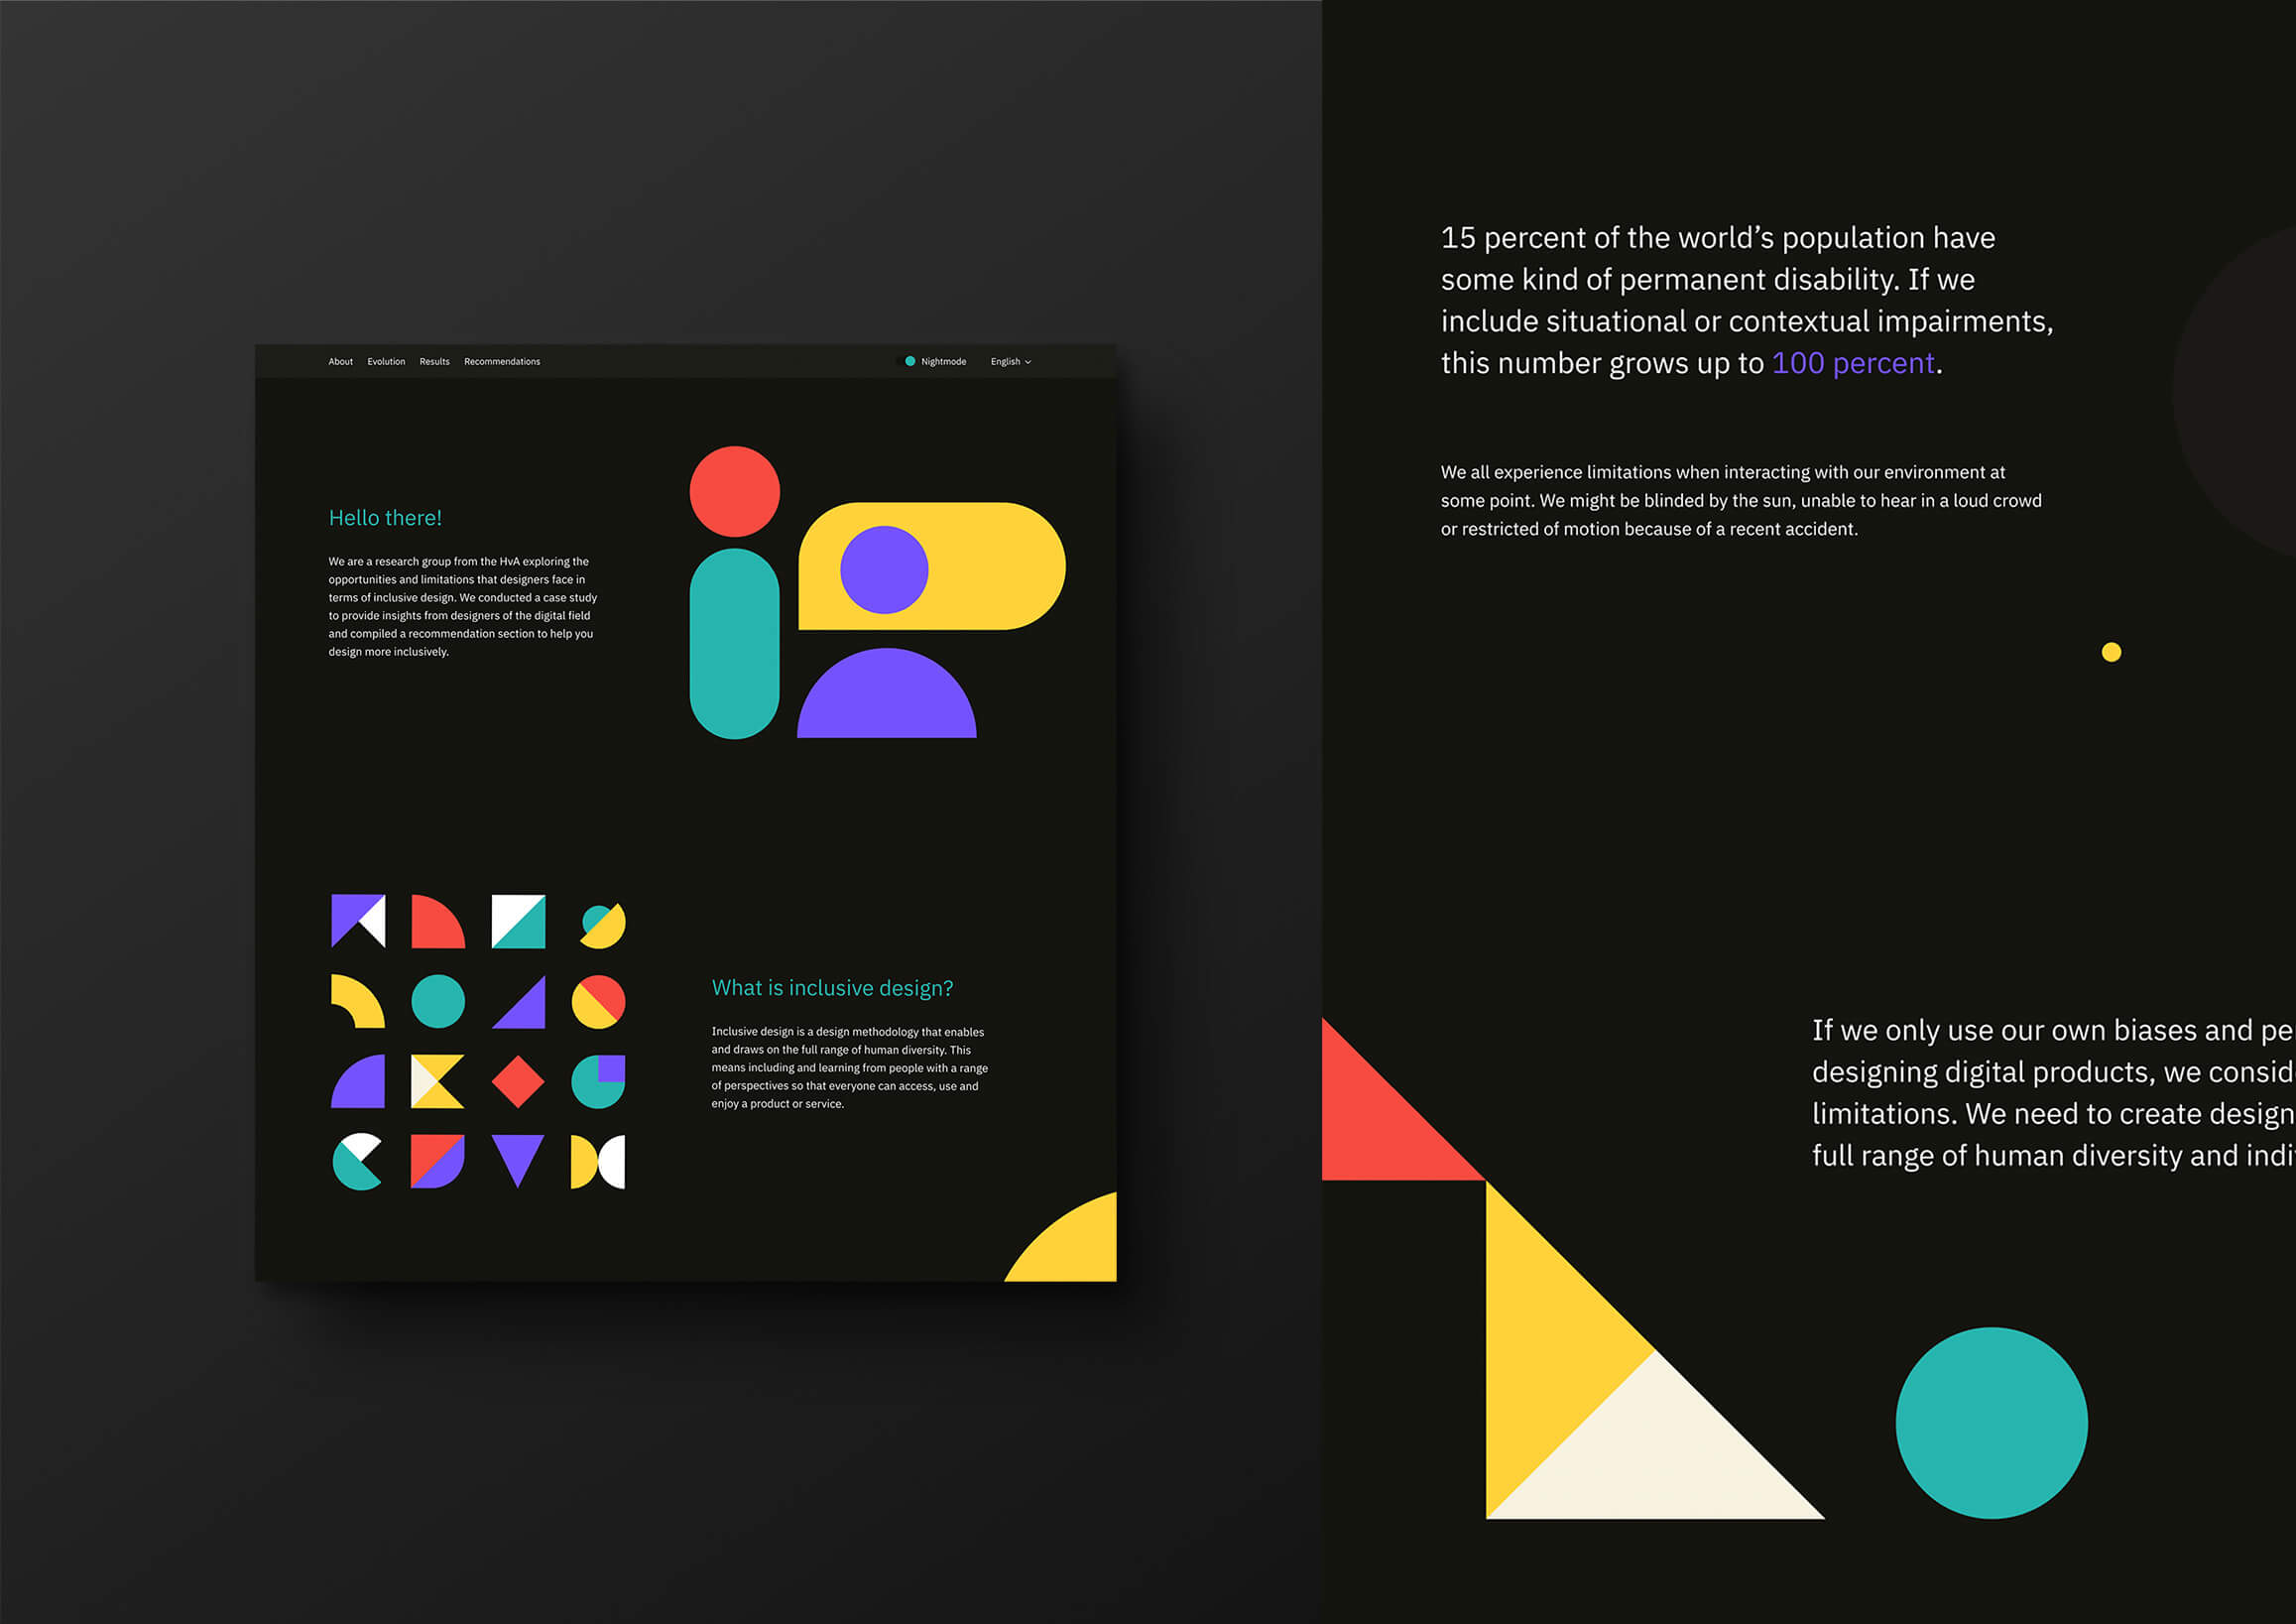 About Evolution Results Recommendations Nightmode English
Hello there!
We are a research group from the HvA exploring the
opportunities and limitations that designers face in
terms of inclusive design. We conducted a case study
to provide insights from designers of the digital field
and compiled a recommendation section to help you
design more inclusively.
What is inclusive design?
Inclusive design is a design methodology that enables
and draws on the full range of human diversity. This
means including and learning from people with a range
of perspectives so that everyone can access, use and
enjoy a product or service.
15 percent of the world’s population have
some kind of permanent disability. If we
include situational or contextual impairments,
this number grows up to 100 percent.
We all experience limitations when interacting with our environment at
some point. We might be blinded by the sun, unable to hear in a loud crowd
or restricted of motion because of a recent accident.
If we only use our own biases and pe
designing digital products, we consid
limitations. We need to create design
full range of human diversity and indi